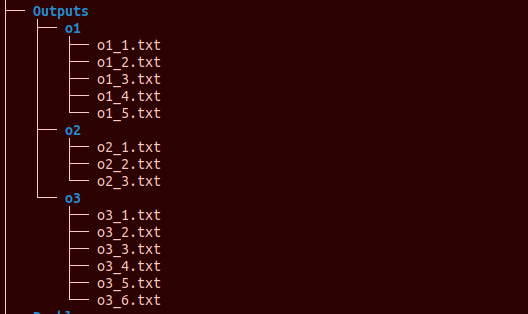 Outputs
o1
o1_1.txt
o1_2.txt
o1_3.txt
o1_4.txt
o1_5.txt
o2
o2_1.txt
o2_2.txt
o2_3.txt
o3
o3_1.txt
o3_2.txt
o3_3.txt
o3_4.txt
o3_5.txt
o3_6.txt